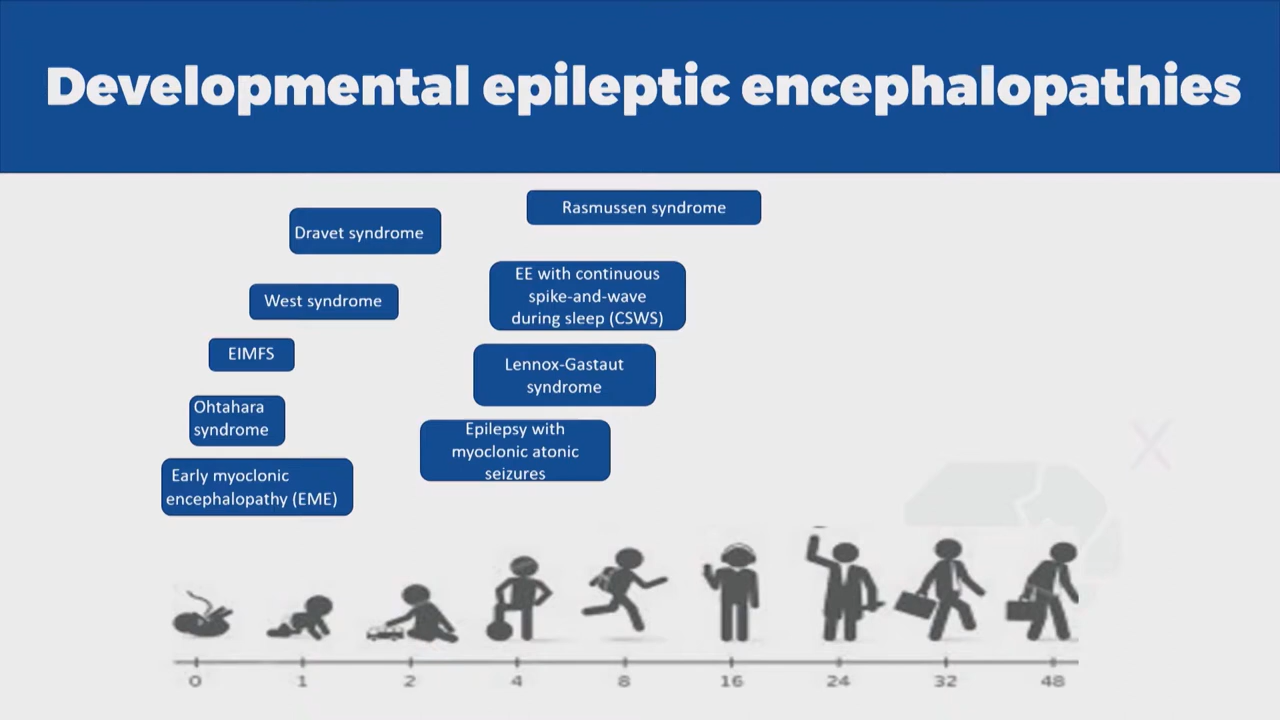 Developmental epileptic encephalopathies
Rasmussen syndrome
Dravet syndrome
EE with continuous
spike-and-wave
during sleep (CSWS)
West syndrome
EIMFS
Lennox-Gastaut
syndrome
Ohtahara
syndrome
Epilepsy with
myoclonic atonic
seizures
Early myoclonic
encephalopathy (EME)
0 1 2 4 8 16 24 32 48